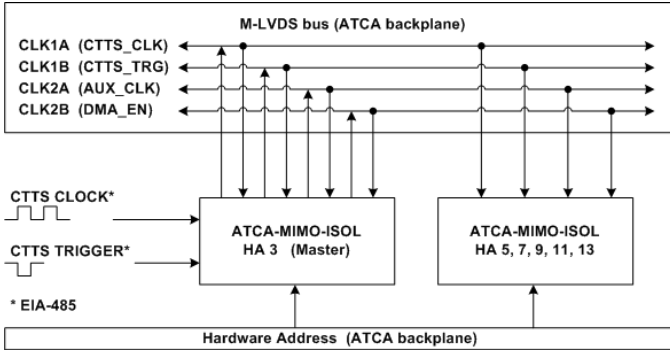 M-LVDS bus (ATCA backplane)
CLK1A (CTTS_CLK)
CLK1B (CTTS_TRG)
CLK2A (AUX_CLK)
CLK2B (DMA_EN)
CTTS CLOCK*
CTTS TRIGGER*
* EIA-485
ATCA-MIMO-ISOL
HA 3 (Master)
ATCA-MIMO-ISOL
HA 5, 7, 9, 11, 13
Hardware Address (ATCA backplane)